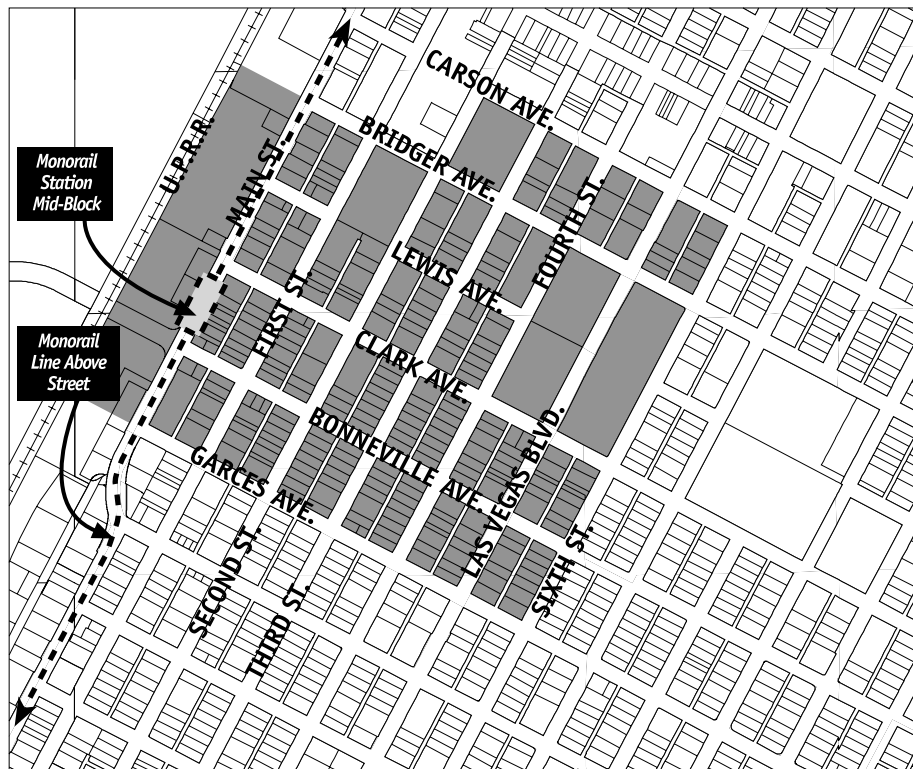 CARSON AVE.
BRIDGER AVE.
U.P.R.R.
MAIN ST.
Monorail
Station
Mid-Block
FOURTH ST.
LEWIS AVE.
FIRST ST.
Monorail
Line Above
Street
CLARK AVE.
BONNEVILLE AVE.
LAS VEGAS BLVD.
GARCES AVE.
SECOND ST.
SIXTH ST.
THIRD ST.